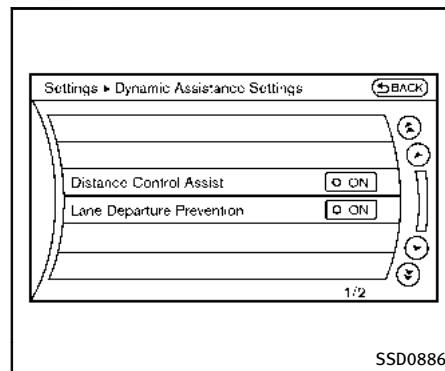 Settings ▸ Dynamic Assistance Settings BACK
Distance Control Assist ON
Lane Departure Prevention ON
1/2
SSD0886